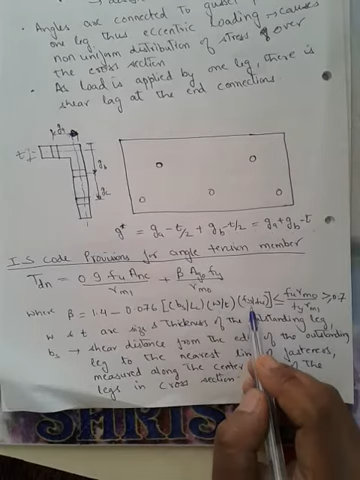 Angles are connected to gusset
one leg. thus eccentric loading → causes
non uniform distribution of stress over
the cross section
• As load is applied by one leg, there is
shear lag at the end connections.
g* = ga - t/2 + gb - t/2 = ga + gb - t
I.S Code Provisions for angle tension member
Tdn = 0.9 fu Anc / γm1 + β Ago fy / γm0
where β = 1.4 - 0.076 [(bs/L) (w/t) (fy/fu)] ≤ fu γm0 / fy γm1 ≥ 0.7
w & t are size & thickness of the outstanding leg,
bs → shear distance from the edge of the outstanding
leg to the nearest line of fasteners,
measured along the center of the
legs in cross section.